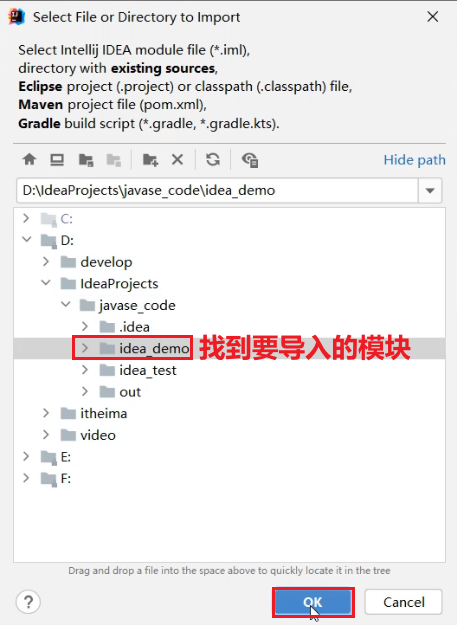 Select File or Directory to Import
Select Intellij IDEA module file (*.iml),
directory with existing sources,
Eclipse project (.project) or classpath (.classpath) file,
Maven project file (pom.xml),
Gradle build script (*.gradle, *.gradle.kts).
Hide path
D:\IdeaProjects\javase_code\idea_demo
C:
D:
develop
IdeaProjects
javase_code
.idea
idea_demo 找到要导入的模块
idea_test
out
itheima
video
E:
F:
Drag and drop a file into the space above to quickly locate it in the tree
? OK Cancel